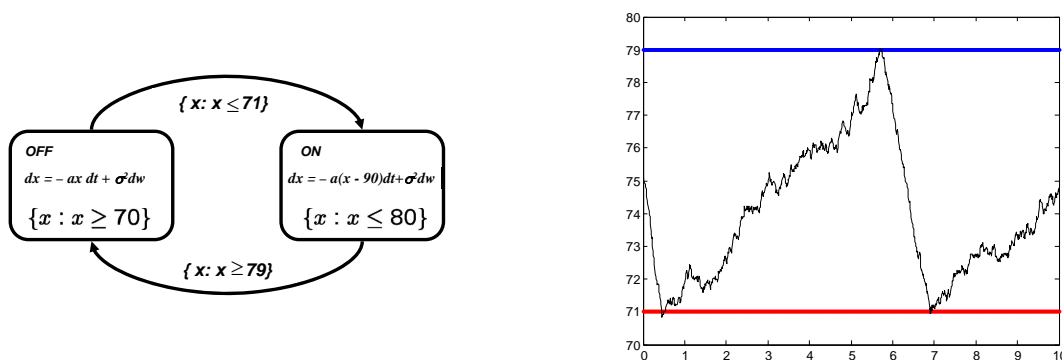 { x: x ≤ 71}
OFF
dx = – ax dt + σ²dw
{x : x ≥ 70}
ON
dx = – a(x - 90)dt+σ²dw
{x : x ≤ 80}
{ x: x ≥ 79}
80
79
78
77
76
75
74
73
72
71
70
0 1 2 3 4 5 6 7 8 9 10